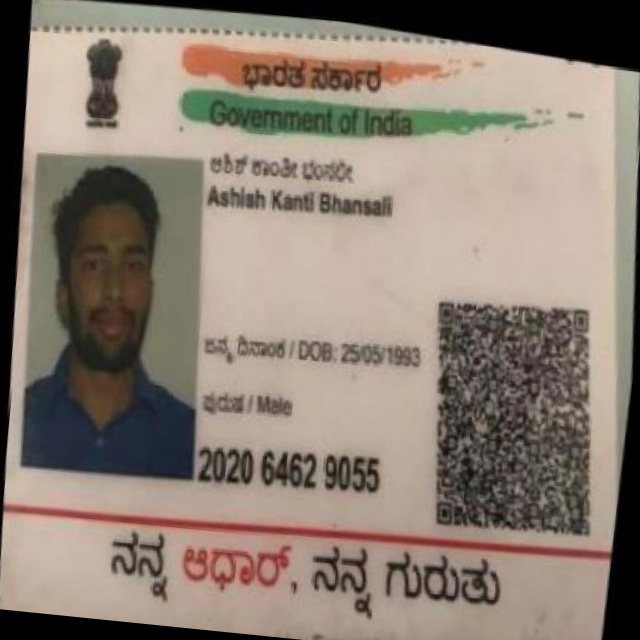 ಭಾರತ ಸರ್ಕಾರ
Government of India
ಆಶಿಶ್ ಕಾಂತೀ ಭಂಸಲೀ
Ashish Kanti Bhansali
ಜನ್ಮ ದಿನಾಂಕ / DOB: 25/05/1993
ಪುರುಷ / Male
2020 6462 9055
ನನ್ನ ಆಧಾರ್, ನನ್ನ ಗುರುತು